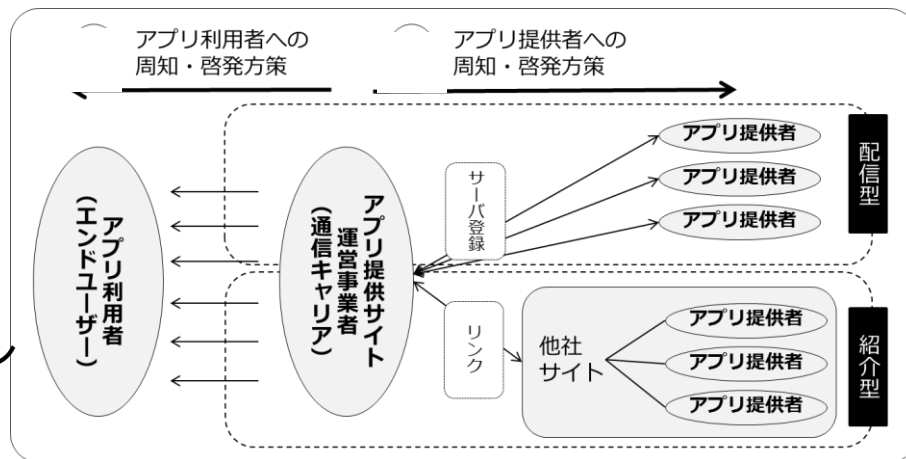 アプリ利用者への
周知・啓発方策
アプリ提供者への
周知・啓発方策
アプリ利用者
(エンドユーザー)
アプリ提供サイト
運営事業者
(通信キャリア)
サーバ登録
アプリ提供者
アプリ提供者
アプリ提供者
配信型
リンク
他社
サイト
アプリ提供者
アプリ提供者
アプリ提供者
紹介型